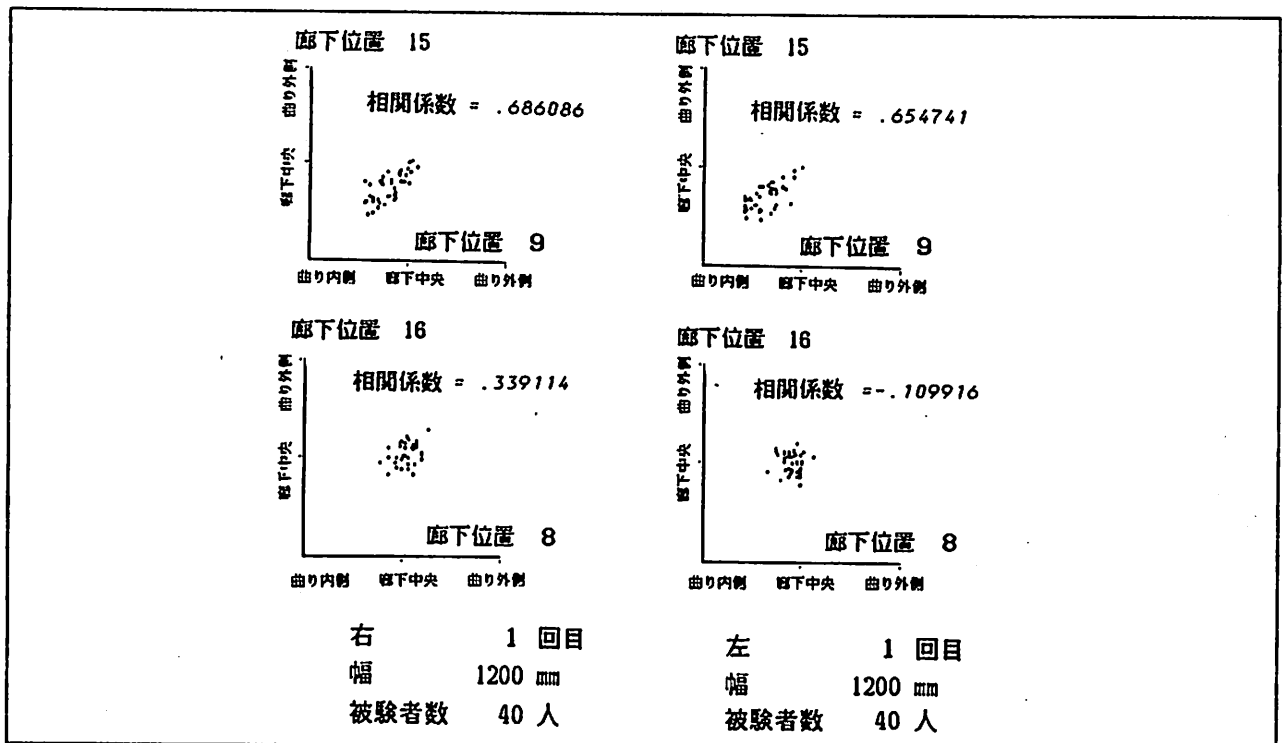 廊下位置 15
曲り外側
廊下中央
相関係数 = .686086
廊下位置 9
曲り内側 廊下中央 曲り外側
廊下位置 15
曲り外側
廊下中央
相関係数 = .654741
廊下位置 9
曲り内側 廊下中央 曲り外側
廊下位置 16
曲り外側
廊下中央
相関係数 = .339114
廊下位置 8
曲り内側 廊下中央 曲り外側
廊下位置 16
曲り外側
廊下中央
相関係数 =-.109916
廊下位置 8
曲り内側 廊下中央 曲り外側
右 1 回目
幅 1200 mm
被験者数 40 人
左 1 回目
幅 1200 mm
被験者数 40 人